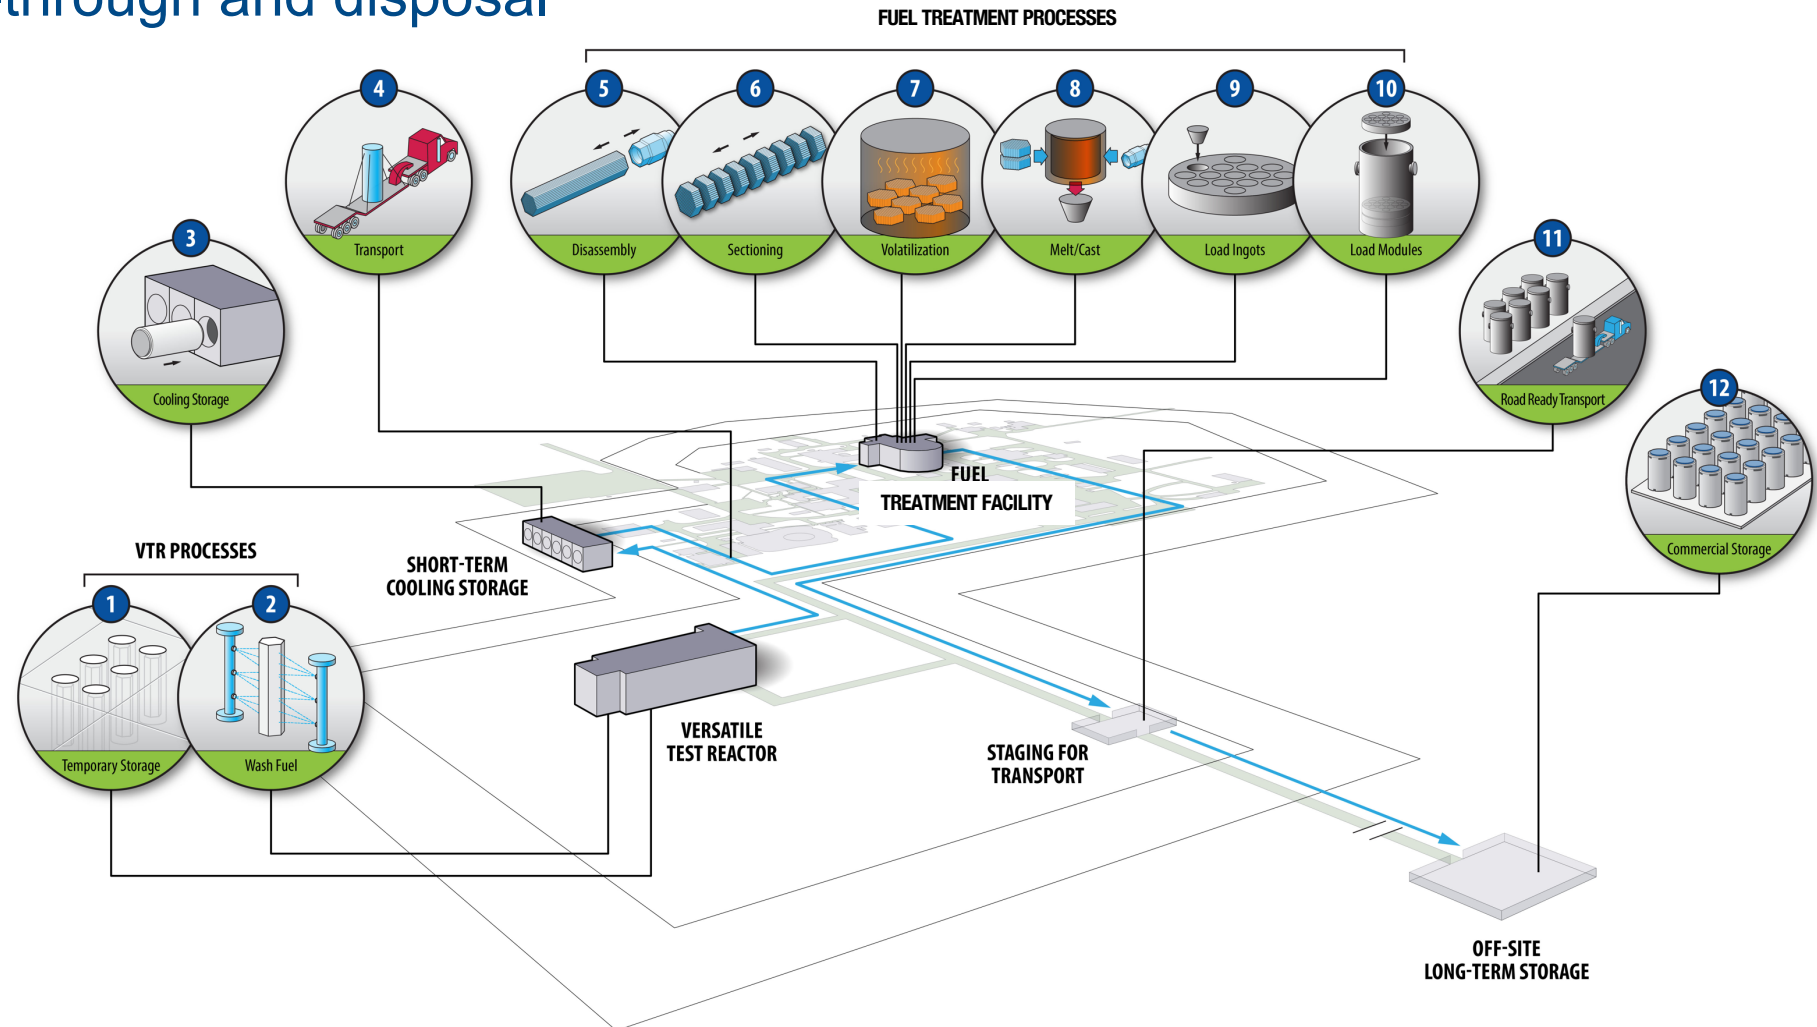 -through and disposal
FUEL TREATMENT PROCESSES
4
Transport
5
Disassembly
6
Sectioning
7
Volatilization
8
Melt/Cast
9
Load Ingots
10
Load Modules
3
Cooling Storage
11
Road Ready Transport
12
Commercial Storage
FUEL
TREATMENT FACILITY
SHORT-TERM
COOLING STORAGE
VTR PROCESSES
1
Temporary Storage
2
Wash Fuel
VERSATILE
TEST REACTOR
STAGING FOR
TRANSPORT
OFF-SITE
LONG-TERM STORAGE